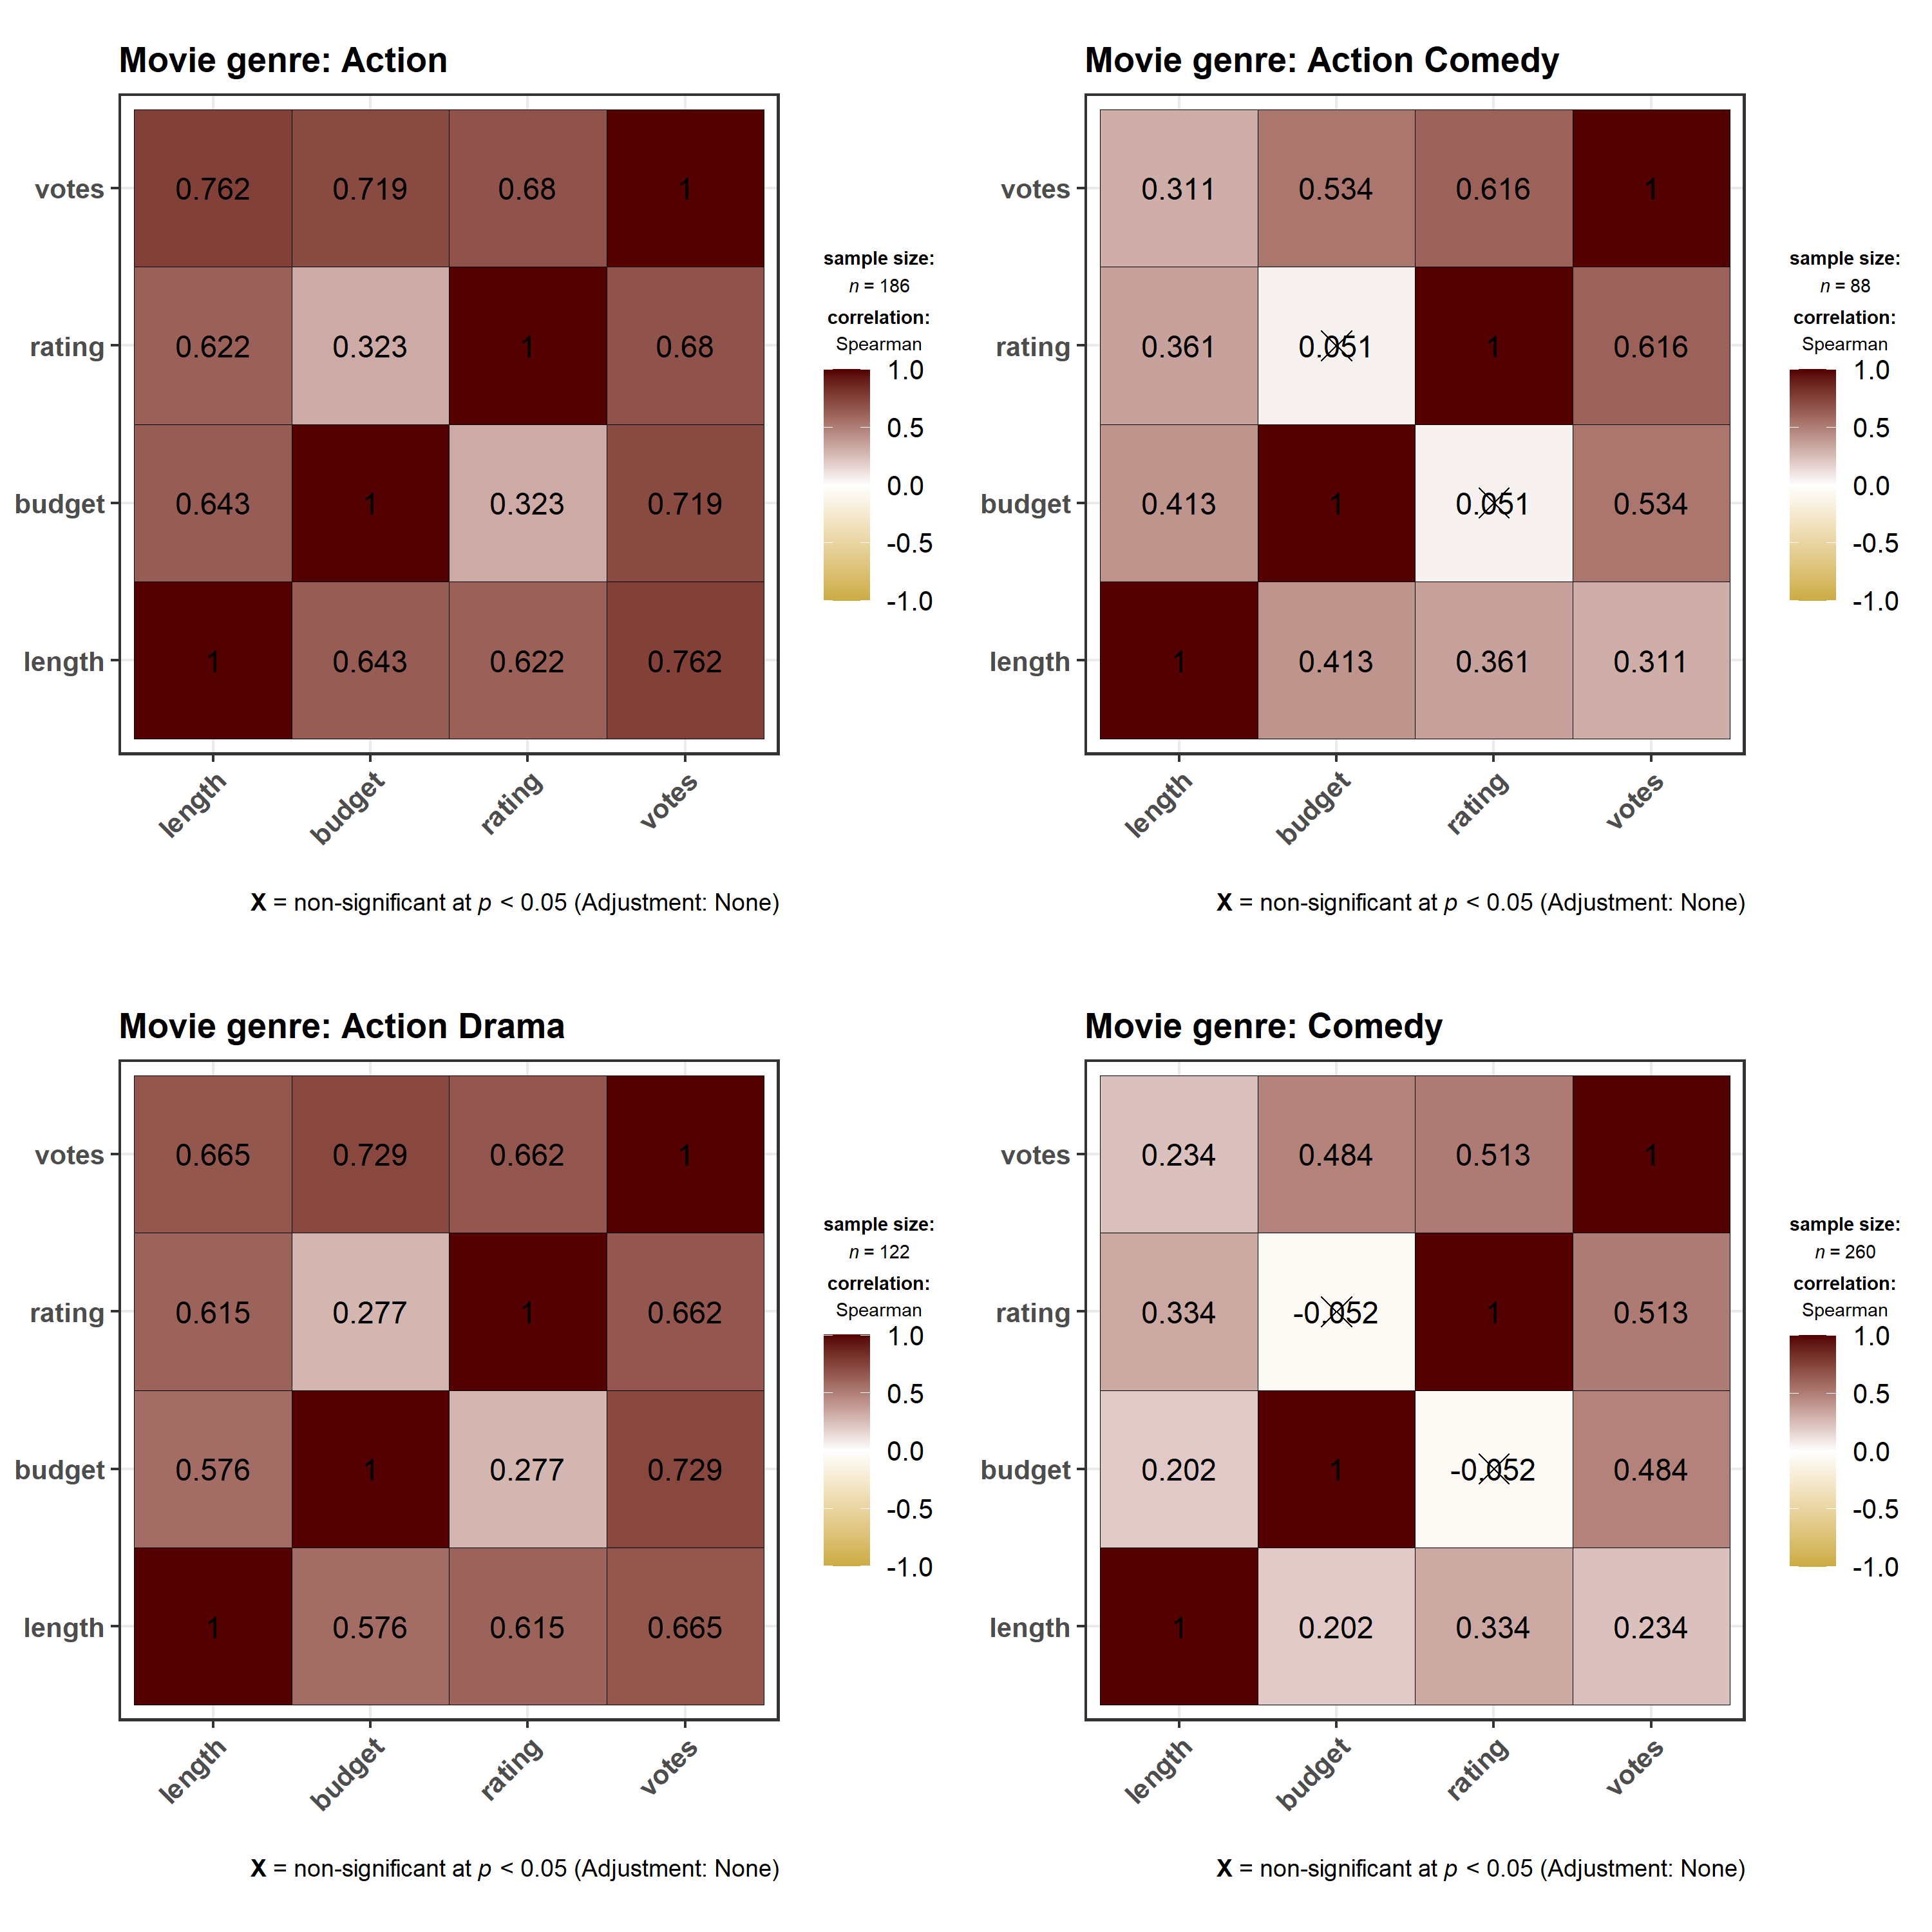 Movie genre: Action
votes 0.762 0.719 0.68 1
rating 0.622 0.323 1 0.68
budget 0.643 1 0.323 0.719
length 1 0.643 0.622 0.762
length budget rating votes
sample size:
n = 186
correlation:
Spearman
1.0
0.5
0.0
-0.5
-1.0
X = non-significant at p < 0.05 (Adjustment: None)
Movie genre: Action Comedy
votes 0.311 0.534 0.616 1
rating 0.361 0.051 1 0.616
budget 0.413 1 0.051 0.534
length 1 0.413 0.361 0.311
length budget rating votes
sample size:
n = 88
correlation:
Spearman
1.0
0.5
0.0
-0.5
-1.0
X = non-significant at p < 0.05 (Adjustment: None)
Movie genre: Action Drama
votes 0.665 0.729 0.662 1
rating 0.615 0.277 1 0.662
budget 0.576 1 0.277 0.729
length 1 0.576 0.615 0.665
length budget rating votes
sample size:
n = 122
correlation:
Spearman
1.0
0.5
0.0
-0.5
-1.0
X = non-significant at p < 0.05 (Adjustment: None)
Movie genre: Comedy
votes 0.234 0.484 0.513 1
rating 0.334 -0.052 1 0.513
budget 0.202 1 -0.052 0.484
length 1 0.202 0.334 0.234
length budget rating votes
sample size:
n = 260
correlation:
Spearman
1.0
0.5
0.0
-0.5
-1.0
X = non-significant at p < 0.05 (Adjustment: None)